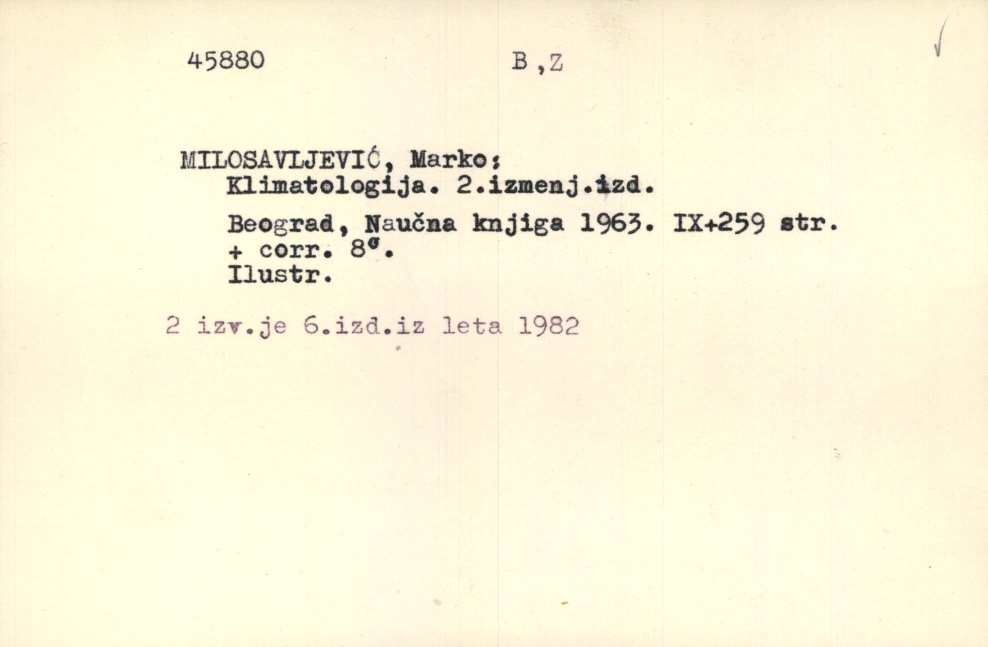 45880 B ,Z
MILOSAVLJEVIĆ, Marko:
Klimatologija. 2.izmenj.izd.
Beograd, Naučna knjiga 1963. IX+259 str.
+ corr. 8°.
Ilustr.
2 izv.je 6.izd.iz leta 1982